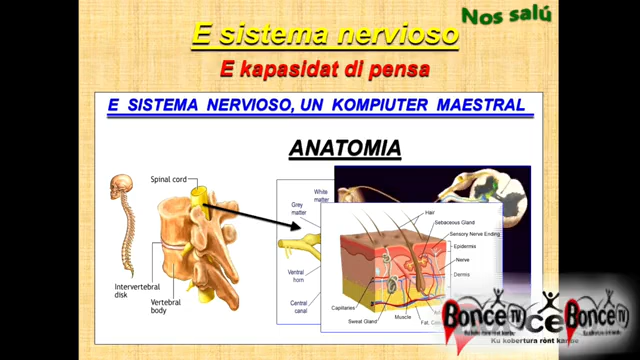 Nos salú
E sistema nervioso
E kapasidat di pensa
E SISTEMA NERVIOSO, UN KOMPIUTER MAESTRAL
ANATOMIA
Spinal cord
White
matter
Grey
matter
Hair
Sebaceous Gland
Sensory Nerve Ending
Epidermis
Nerve
Dermis
Ventral
horn
Intervertebral
disk
Vertebral
body
Central
canal
Capillaries
Sweat Gland
Muscle
Fat,
Bonce TV
Bonce TV
Ku kobertura rònt